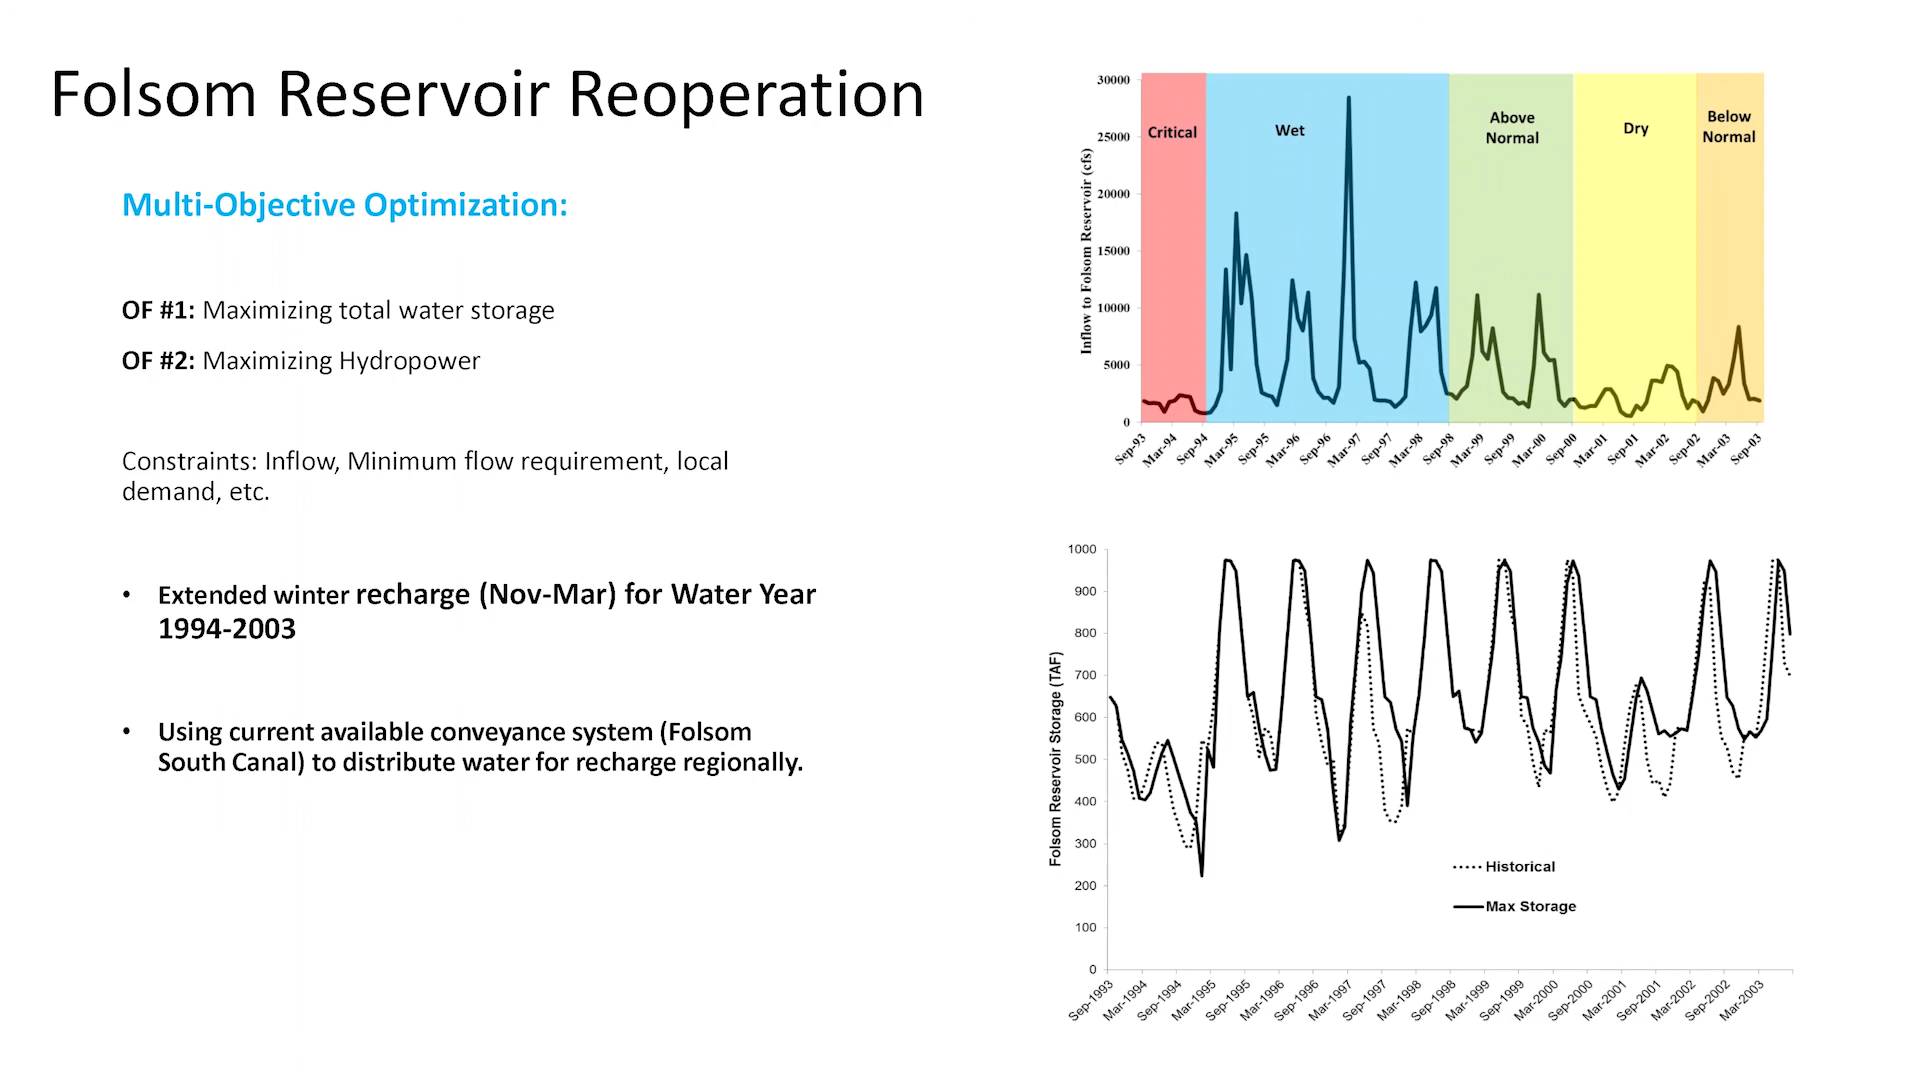 Folsom Reservoir Reoperation
Multi-Objective Optimization:
OF #1: Maximizing total water storage
OF #2: Maximizing Hydropower
Constraints: Inflow, Minimum flow requirement, local
demand, etc.
• Extended winter recharge (Nov-Mar) for Water Year
1994-2003
• Using current available conveyance system (Folsom
South Canal) to distribute water for recharge regionally.
Inflow to Folsom Reservoir (cfs)
30000
25000
20000
15000
10000
5000
0
Critical
Wet
Above
Normal
Dry
Below
Normal
Sep-93 Mar-94 Sep-94 Mar-95 Sep-95 Mar-96 Sep-96 Mar-97 Sep-97 Mar-98 Sep-98 Mar-99 Sep-99 Mar-00 Sep-00 Mar-01 Sep-01 Mar-02 Sep-02 Mar-03 Sep-03
Folsom Reservoir Storage (TAF)
1000
900
800
700
600
500
400
300
200
100
0
Historical
Max Storage
Sep-1993 Mar-1994 Sep-1994 Mar-1995 Sep-1995 Mar-1996 Sep-1996 Mar-1997 Sep-1997 Mar-1998 Sep-1998 Mar-1999 Sep-1999 Mar-2000 Sep-2000 Mar-2001 Sep-2001 Mar-2002 Sep-2002 Mar-2003